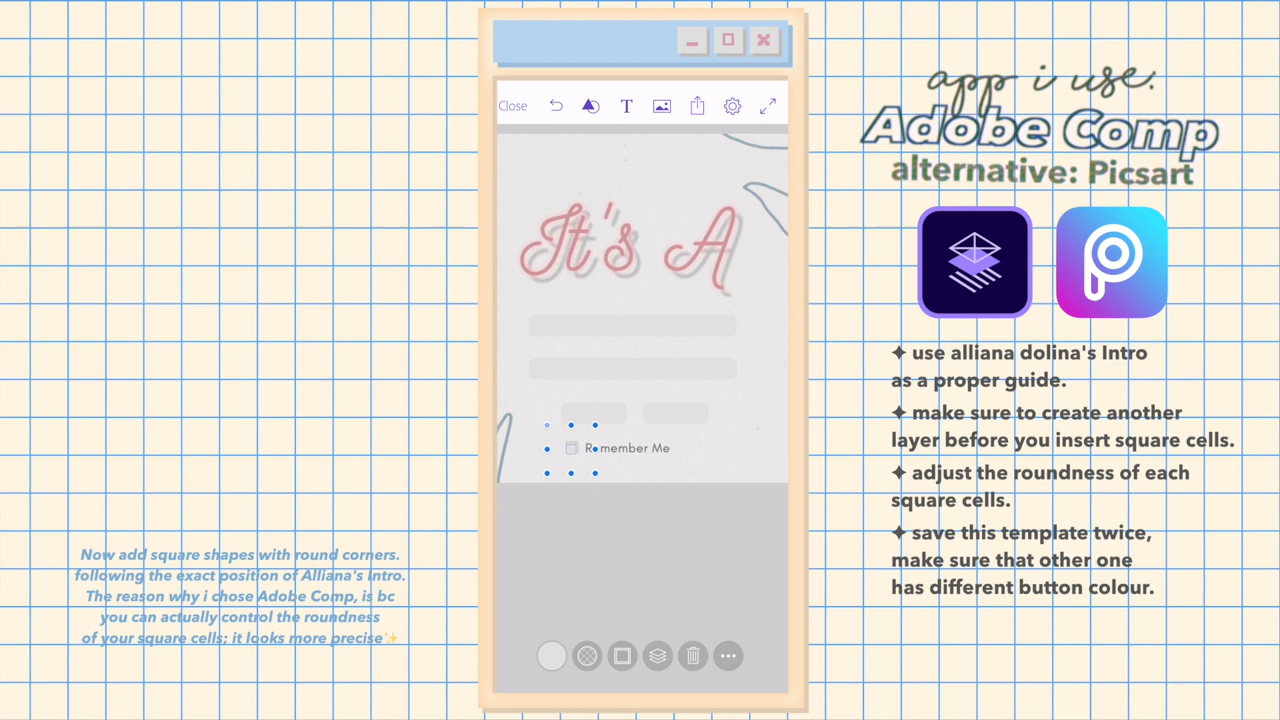 app i use:
Adobe Comp
alternative: Picsart
Close
T
It's A
Remember Me
✦ use alliana dolina's Intro
as a proper guide.
✦ make sure to create another
layer before you insert square cells.
✦ adjust the roundness of each
square cells.
✦ save this template twice,
make sure that other one
has different button colour.
Now add square shapes with round corners.
following the exact position of Alliana's Intro.
The reason why i chose Adobe Comp, is bc
you can actually control the roundness
of your square cells; it looks more precise✨